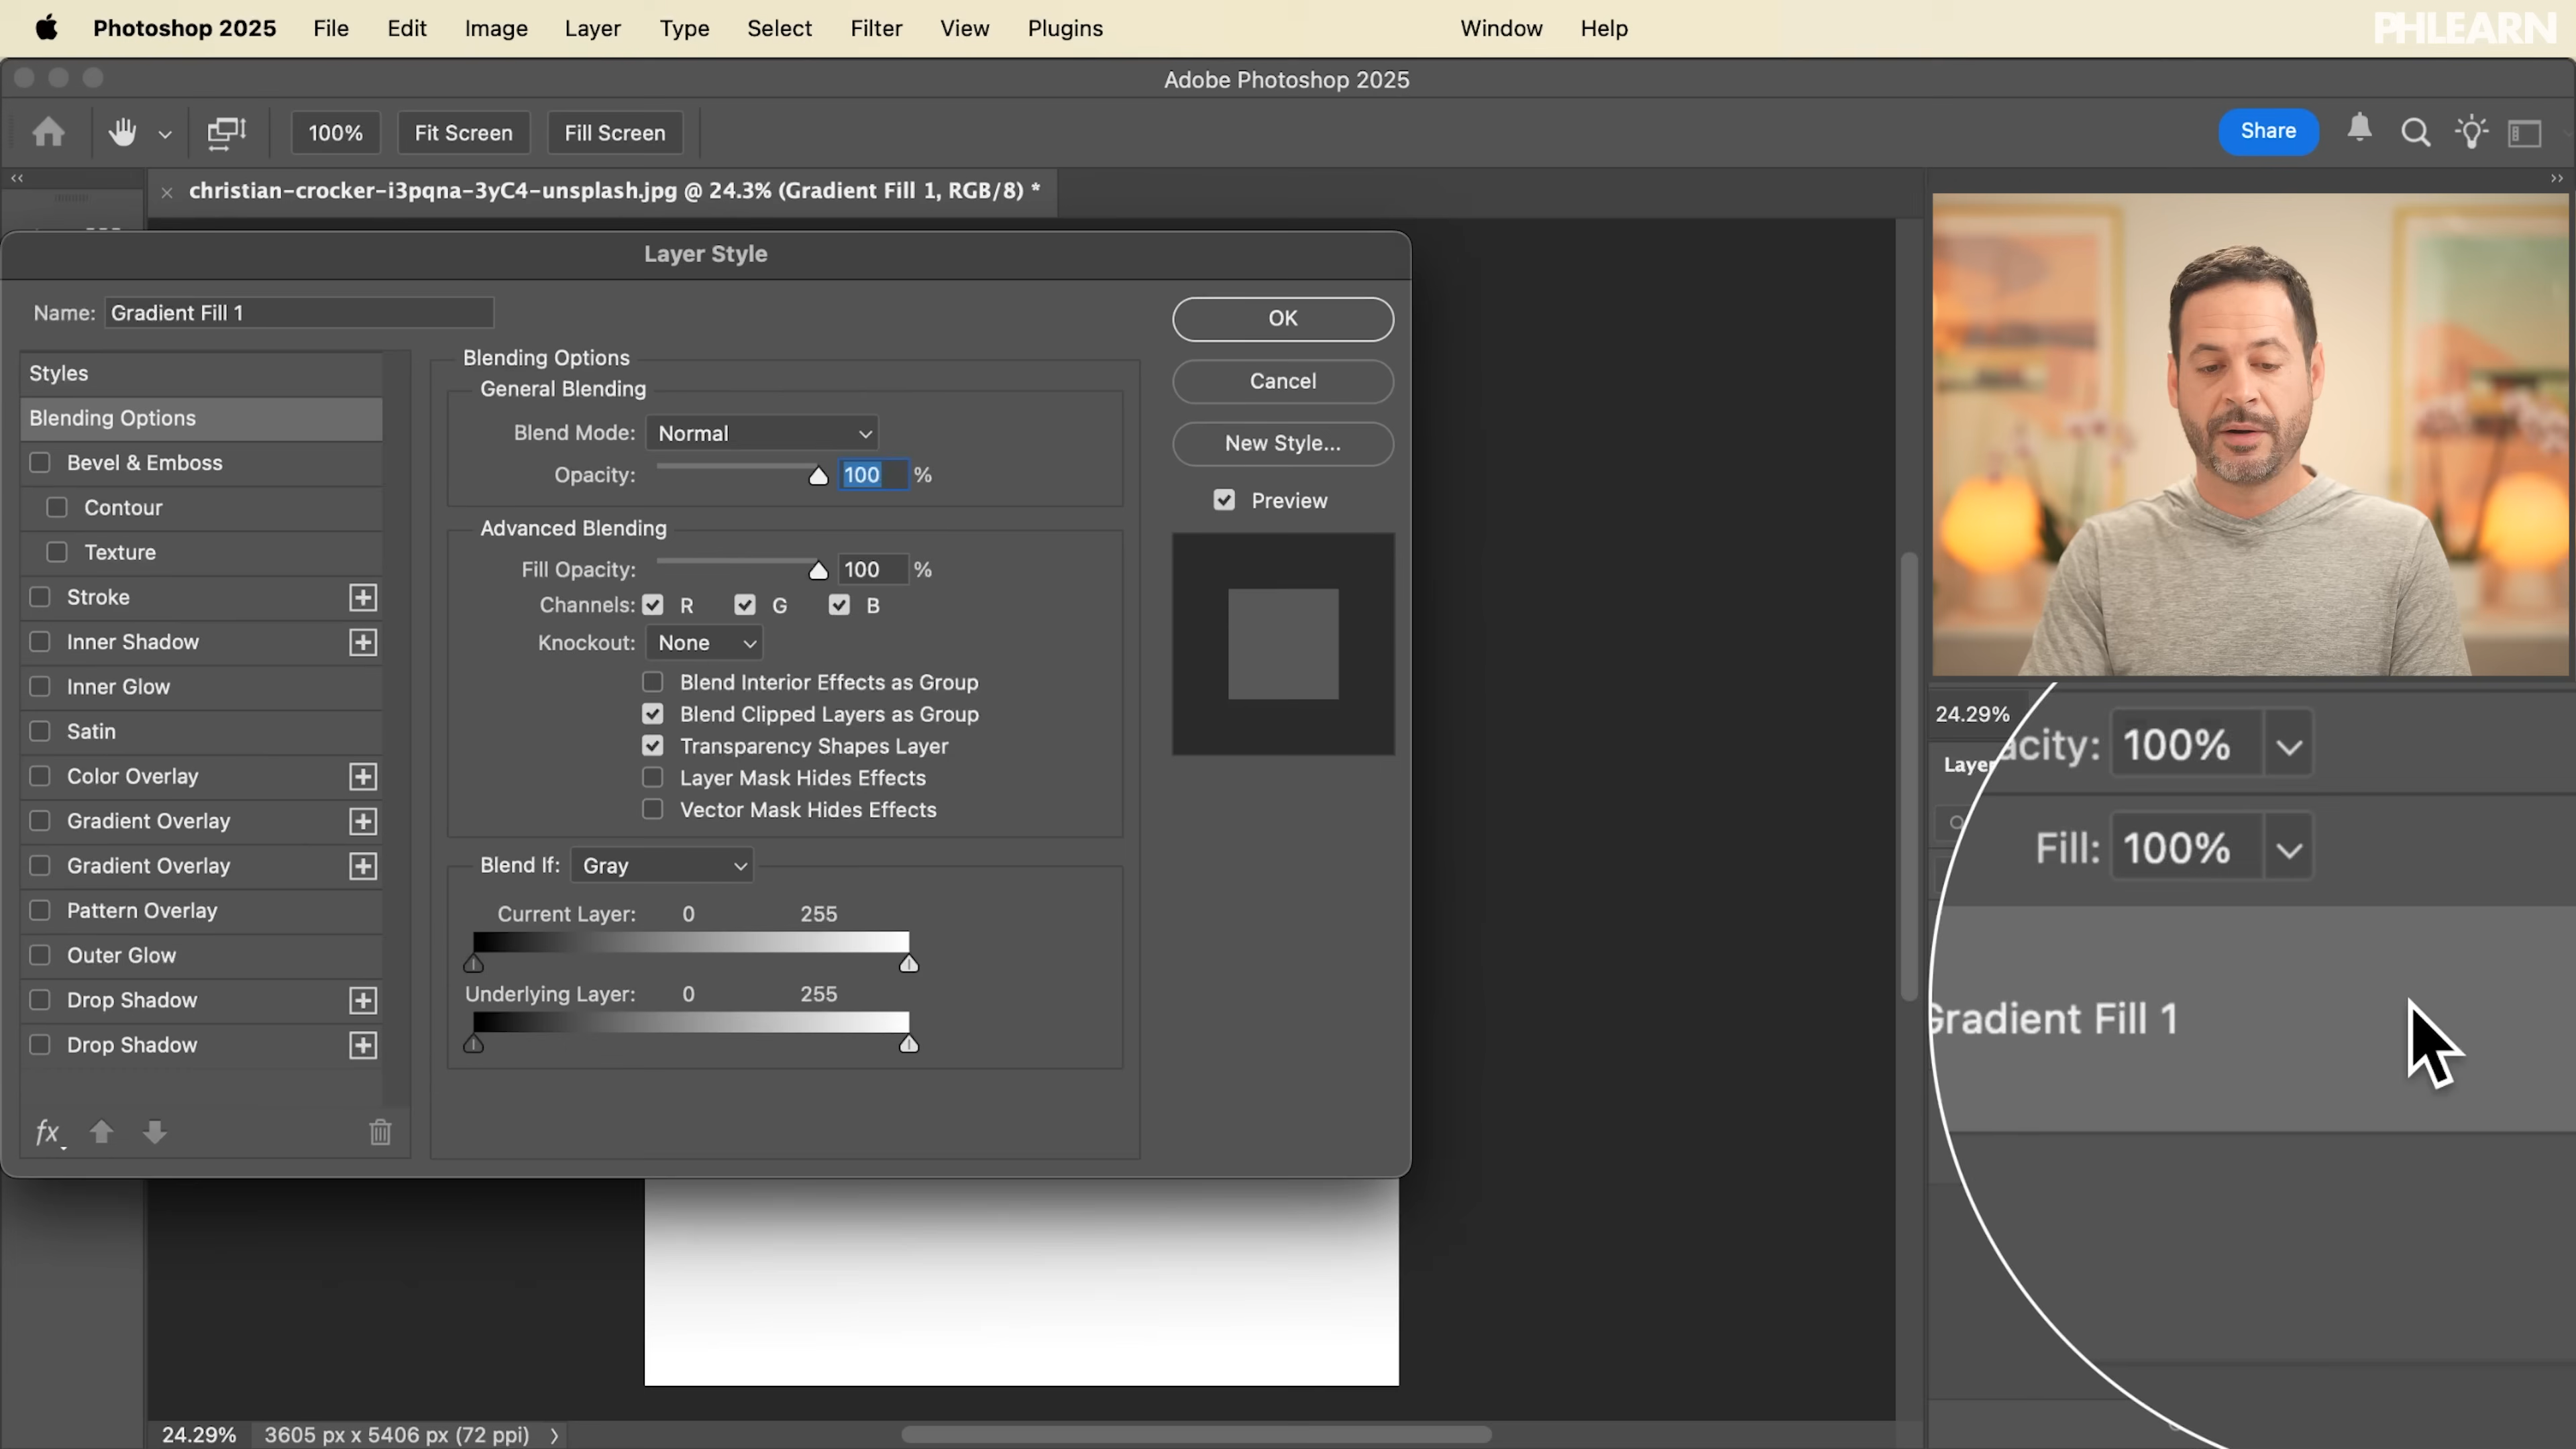 Photoshop 2025 File Edit Image Layer Type Select Filter View Plugins Window Help
PHLEARN
Adobe Photoshop 2025
100% Fit Screen Fill Screen Share
christian-crocker-i3pqna-3yC4-unsplash.jpg @ 24.3% (Gradient Fill 1, RGB/8) *
Layer Style
Name: Gradient Fill 1
Styles
Blending Options
Bevel & Emboss
Contour
Texture
Stroke
Inner Shadow
Inner Glow
Satin
Color Overlay
Gradient Overlay
Gradient Overlay
Pattern Overlay
Outer Glow
Drop Shadow
Drop Shadow
fx
Blending Options
General Blending
Blend Mode: Normal
Opacity: 100 %
Advanced Blending
Fill Opacity: 100 %
Channels: R G B
Knockout: None
Blend Interior Effects as Group
Blend Clipped Layers as Group
Transparency Shapes Layer
Layer Mask Hides Effects
Vector Mask Hides Effects
Blend If: Gray
Current Layer: 0 255
Underlying Layer: 0 255
OK
Cancel
New Style...
Preview
24.29%
Layer
acity: 100%
Fill: 100%
Gradient Fill 1
24.29% 3605 px x 5406 px (72 ppi)